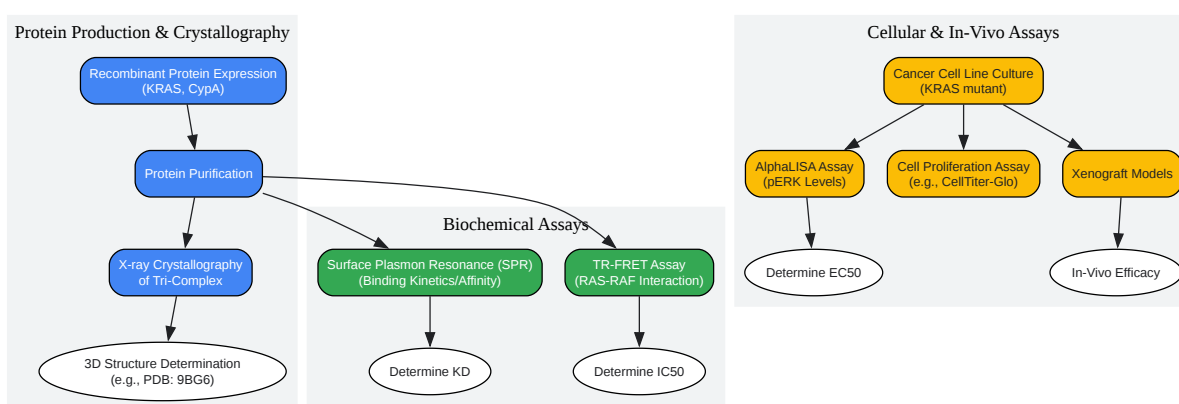 Protein Production & Crystallography
Recombinant Protein Expression
(KRAS, CypA)
Protein Purification
X-ray Crystallography
of Tri-Complex
3D Structure Determination
(e.g., PDB: 9BG6)
Biochemical Assays
Surface Plasmon Resonance (SPR)
(Binding Kinetics/Affinity)
TR-FRET Assay
(RAS-RAF Interaction)
Determine KD
Determine IC50
Cellular & In-Vivo Assays
Cancer Cell Line Culture
(KRAS mutant)
AlphaLISA Assay
(pERK Levels)
Cell Proliferation Assay
(e.g., CellTiter-Glo)
Xenograft Models
Determine EC50
In-Vivo Efficacy